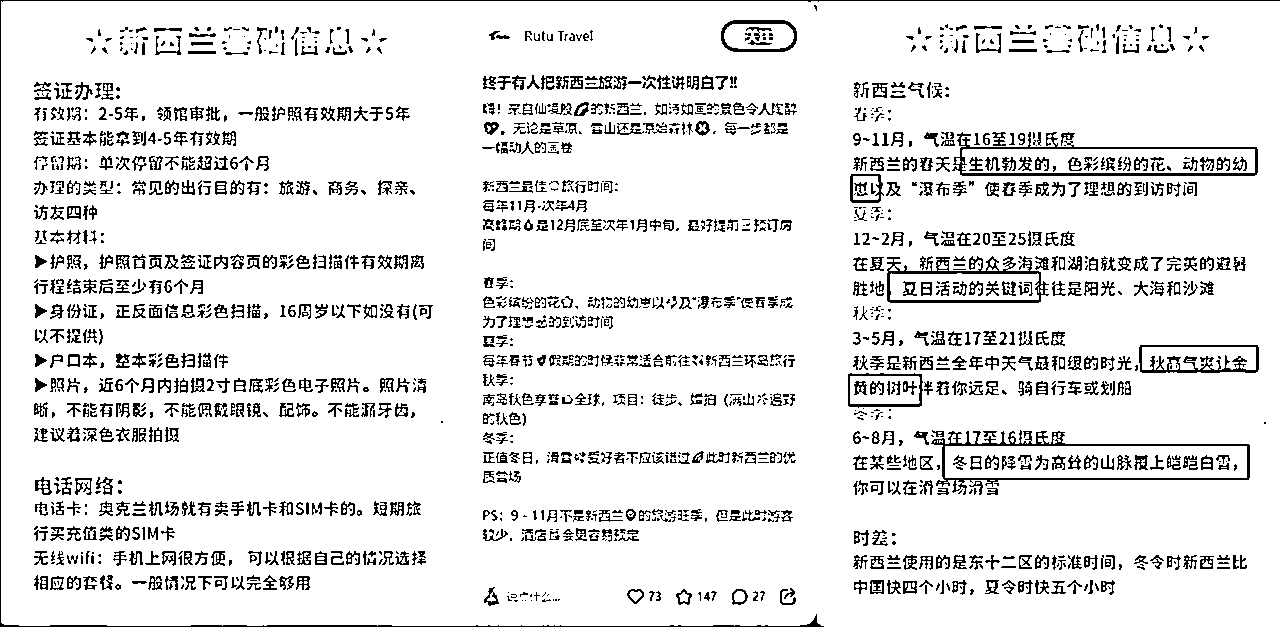 ☆新西兰基础信息☆
签证办理：
有效期：2-5年，领馆审批，一般护照有效期大于5年
签证基本能拿到4-5年有效期
停留期：单次停留不能超过6个月
办理的类型：常见的出行目的有：旅游、商务、探亲、
访友四种
基本材料：
▶护照，护照首页及签证内容页的彩色扫描件有效期离
行程结束后至少有6个月
▶身份证，正反面信息彩色扫描，16周岁以下如没有(可
以不提供)
▶户口本，整本彩色扫描件
▶照片，近6个月内拍摄2寸白底彩色电子照片。照片清
晰，不能有阴影，不能佩戴眼镜、配饰。不能漏牙齿，
建议着深色衣服拍摄
电话网络：
电话卡：奥克兰机场就有卖手机卡和SIM卡的。短期旅
行买充值类的SIM卡
无线wifi：手机上网很方便，可以根据自己的情况选择
相应的套餐。一般情况下可以完全够用
Rutu Travel
关注
终于有人把新西兰旅游一次性讲明白了!!
嗨！来自仙境般的新西兰，如诗如画的景色令人陶醉
，无论是草原、雪山还是原始森林，每一步都是
一幅动人的画卷
新西兰最佳旅行时间：
每年11月-次年4月
高峰期是12月底至次年1月中旬，最好提前预订房
间
春季：
色彩缤纷的花、动物的幼崽以及“瀑布季”使春季成
为了理想的到访时间
夏季：
每年春节假期的时候非常适合前往新西兰环岛旅行
秋季：
南岛秋色享誉全球，项目：徒步、慢拍（满山遍野
的秋色）
冬季：
正值冬日，滑雪爱好者不应该错过此时新西兰的优
质雪场
PS：9-11月不是新西兰的旅游旺季，但是此时游客
较少，酒店会更容易预定
说点什么...
73
147
27
☆新西兰基础信息☆
新西兰气候：
春季：
9~11月，气温在16至19摄氏度
新西兰的春天是生机勃发的，色彩缤纷的花、动物的幼
崽以及“瀑布季”使春季成为了理想的到访时间
夏季：
12~2月，气温在20至25摄氏度
在夏天，新西兰的众多海滩和湖泊就变成了完美的避暑
胜地，夏日活动的关键词往往是阳光、大海和沙滩
秋季：
3~5月，气温在17至21摄氏度
秋季是新西兰全年中天气最和缓的时光，秋高气爽让金
黄的树叶伴着你远足、骑自行车或划船
冬季：
6~8月，气温在17至16摄氏度
在某些地区，冬日的降雪为高耸的山脉覆上皑皑白雪，
你可以在滑雪场滑雪
时差：
新西兰使用的是东十二区的标准时间，冬令时新西兰比
中国快四个小时，夏令时快五个小时